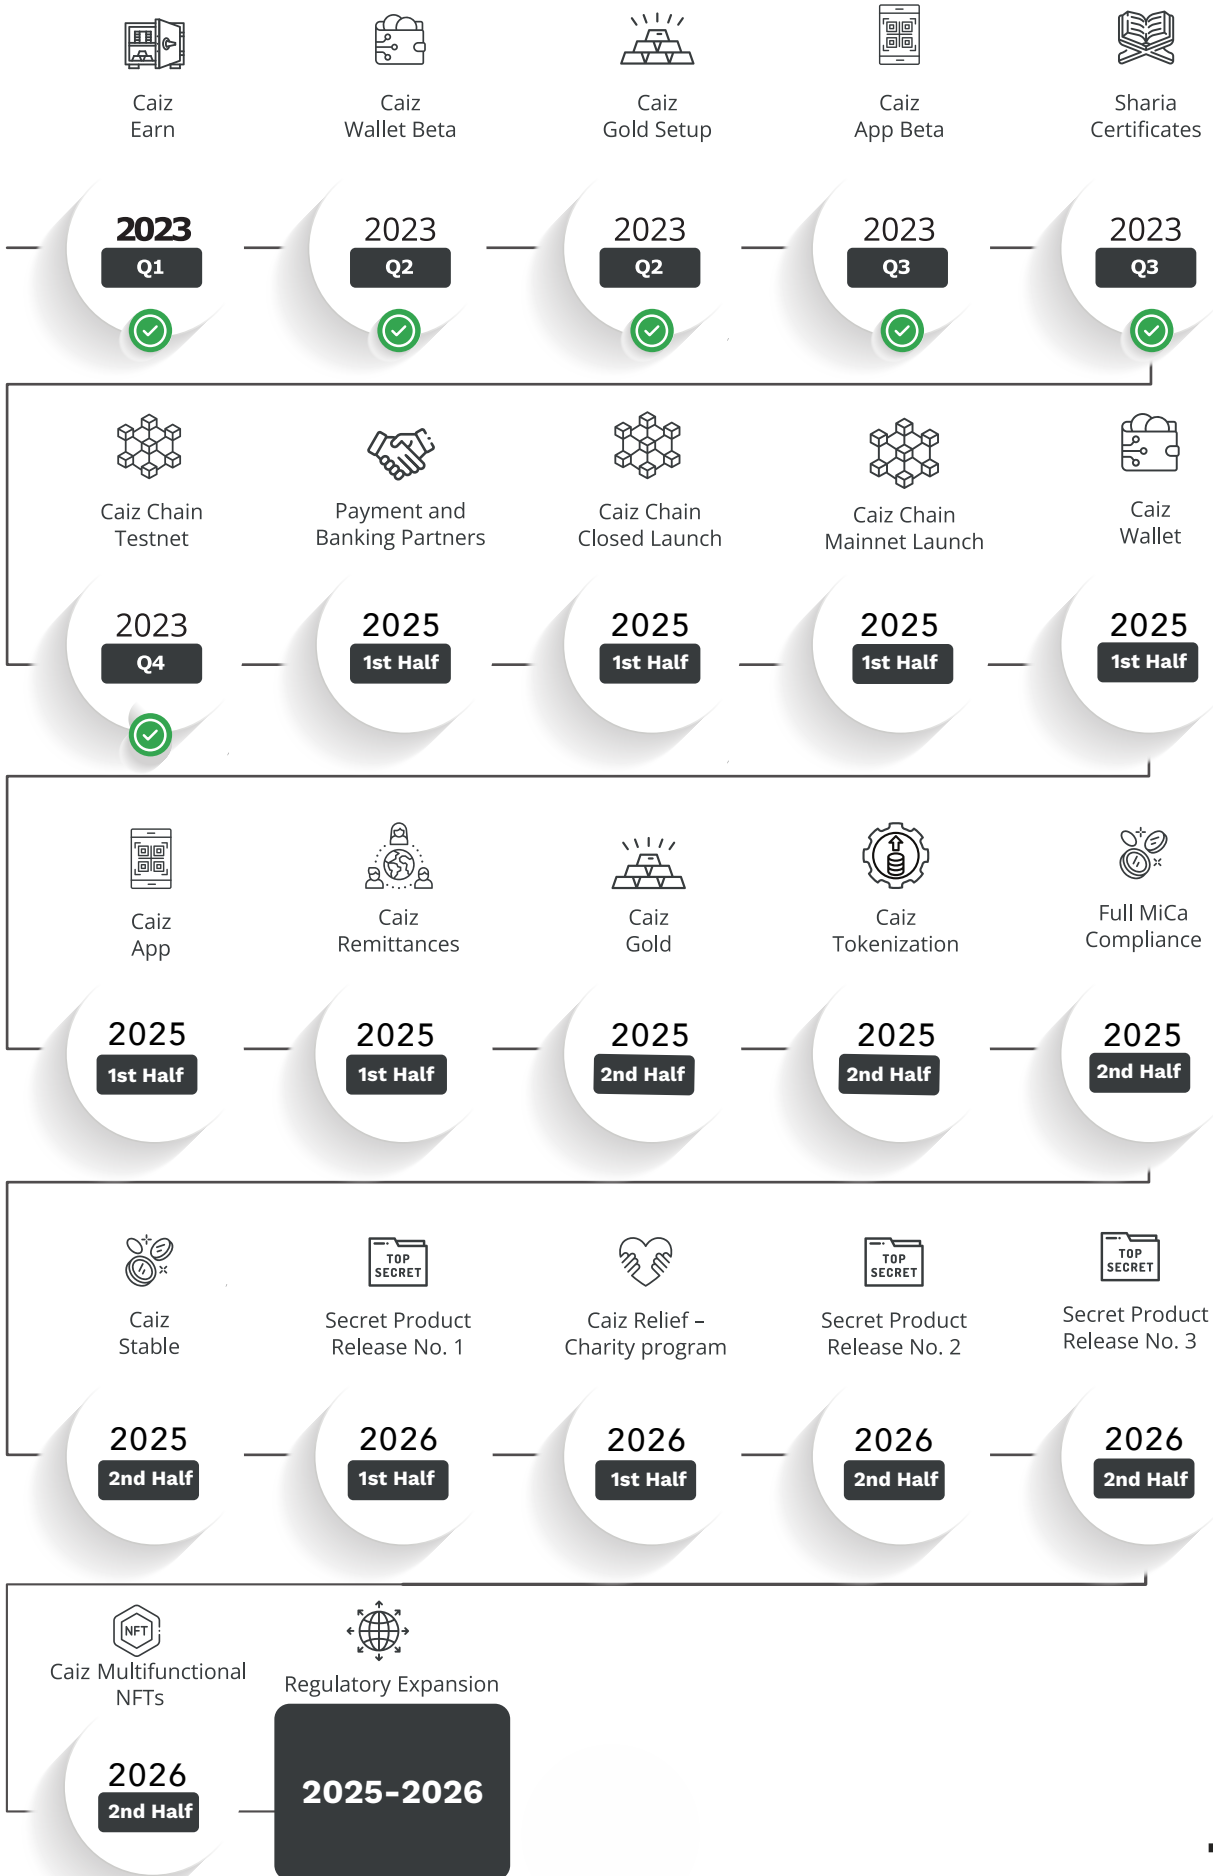 Caiz
Earn
Caiz
Wallet Beta
Caiz
Gold Setup
Caiz
App Beta
Sharia
Certificates
2023
Q1
2023
Q2
2023
Q2
2023
Q3
2023
Q3
Caiz Chain
Testnet
Payment and
Banking Partners
Caiz Chain
Closed Launch
Caiz Chain
Mainnet Launch
Caiz
Wallet
2023
Q4
2025
1st Half
2025
1st Half
2025
1st Half
2025
1st Half
Caiz
App
Caiz
Remittances
Caiz
Gold
Caiz
Tokenization
Full MiCa
Compliance
2025
1st Half
2025
1st Half
2025
2nd Half
2025
2nd Half
2025
2nd Half
TOP
SECRET
TOP
SECRET
TOP
SECRET
Caiz
Stable
Secret Product
Release No. 1
Caiz Relief –
Charity program
Secret Product
Release No. 2
Secret Product
Release No. 3
2025
2nd Half
2026
1st Half
2026
1st Half
2026
2nd Half
2026
2nd Half
NFT
Caiz Multifunctional
NFTs
Regulatory Expansion
2026
2nd Half
2025-2026